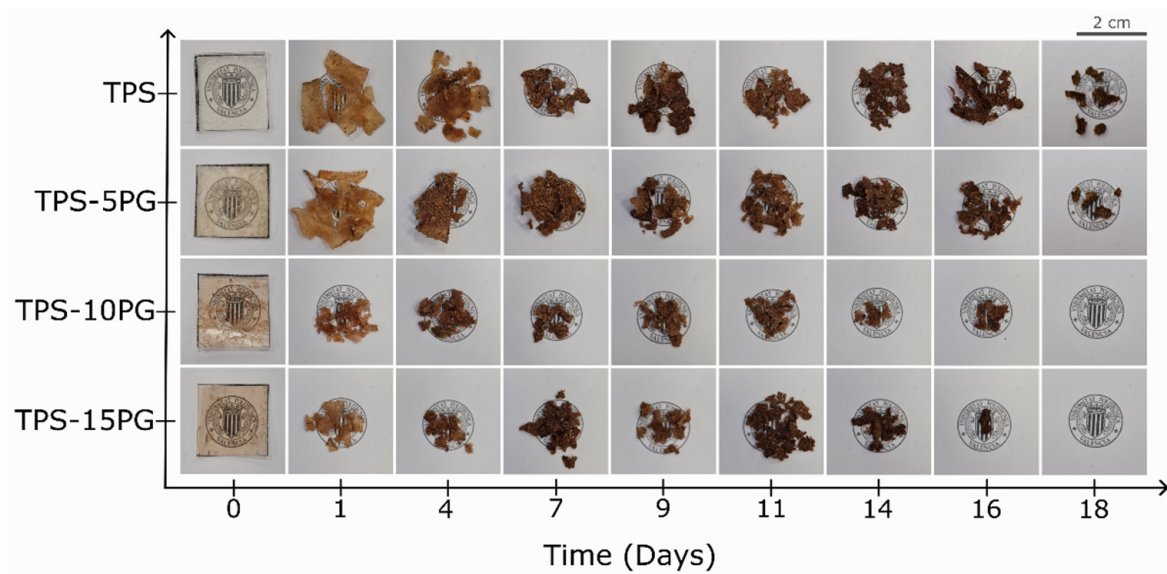 2 cm
TPS
TPS-5PG
TPS-10PG
TPS-15PG
0 1 4 7 9 11 14 16 18
Time (Days)